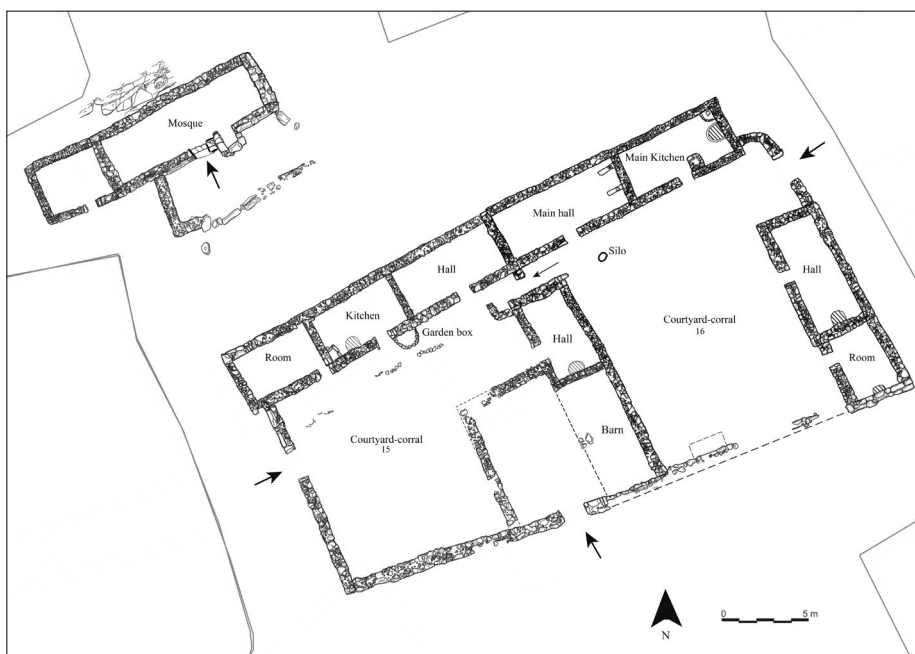 Mosque
Main Kitchen
Main hall
Silo
Hall
Hall
Kitchen
Garden box
Courtyard-corral
16
Hall
Room
Room
Courtyard-corral
15
Barn
N
0 5 m